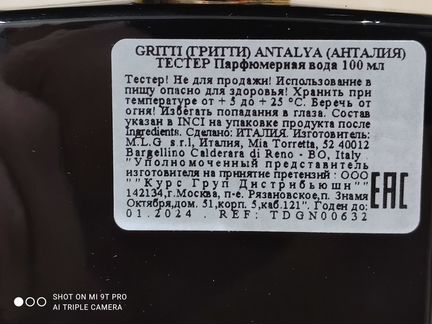 GRITTI (ГРИТТИ) ANTALYA (АНТАЛИЯ)
ТЕСТЕР Парфюмерная вода 100 мл
Тестер! Не для продажи! Использование в
пищу опасно для здоровья! Хранить при
температуре от + 5 до + 25 °С. Беречь от
огня! Избегать попадания в глаза. Состав
указан в INCI на упаковке продукта после
Ingredients. Сделано: ИТАЛИЯ. Изготовитель:
M.L.G s.r.l, Италия, Mia Torretta, 52 40012
Bargellino Calderara di Reno - BO, Italy
"Уполномоченный представитель
изготовителя на принятие претензий : ""
"Курс Груп Дистрибьюшн""
142134,г.Москва, п-е. Рязановское,п. Знамя
Октября,дом. 51,корп. 5,каб.121". Годен до:
01.2024 . REF: TDGN00632
EAC
SHOT ON MI 9T PRO
AI TRIPLE CAMERA